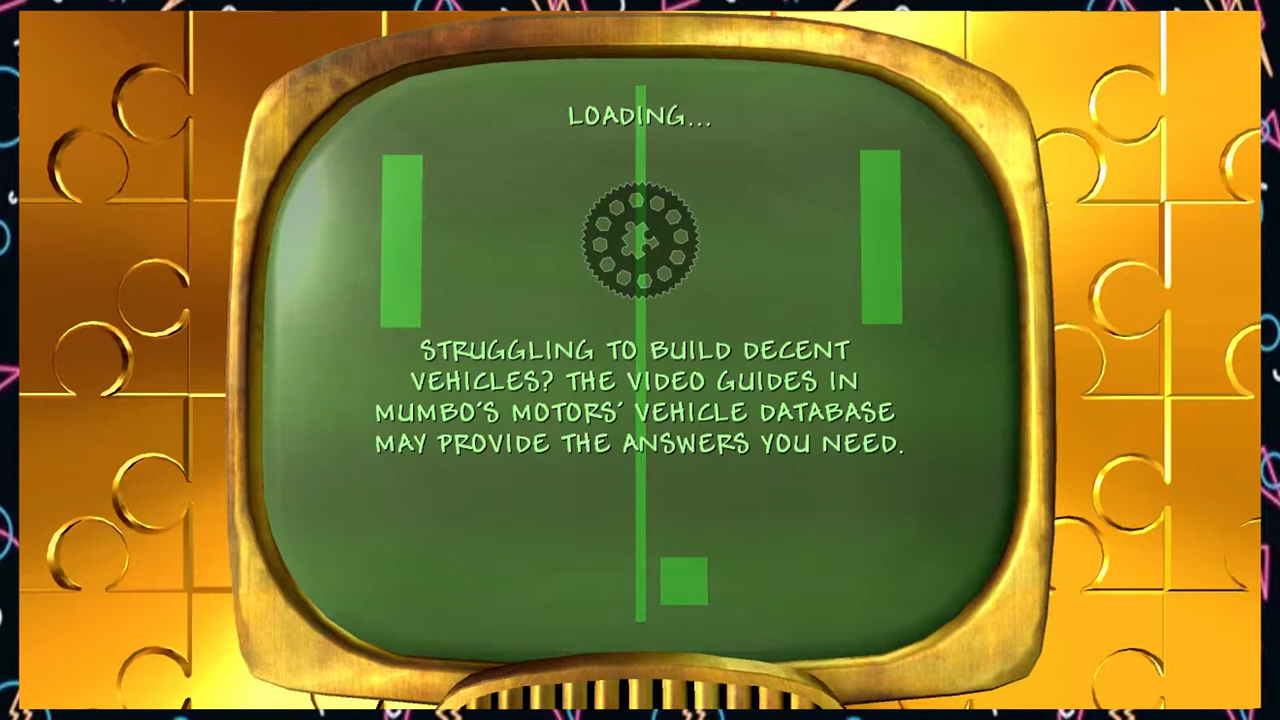 LOADING...
STRUGGLING TO BUILD DECENT
VEHICLES? THE VIDEO GUIDES IN
MUMBO'S MOTORS' VEHICLE DATABASE
MAY PROVIDE THE ANSWERS YOU NEED.